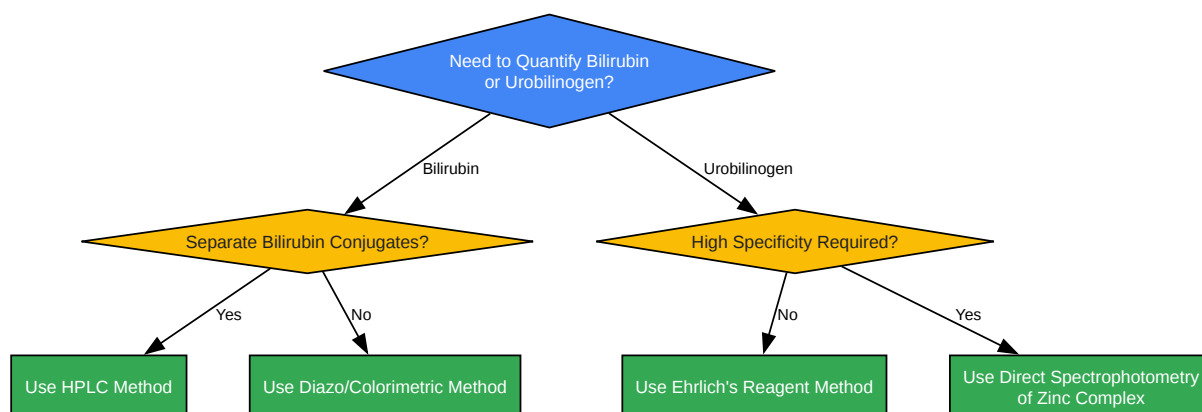 Need to Quantify Bilirubin
or Urobilinogen?
Bilirubin
Urobilinogen
Separate Bilirubin Conjugates?
High Specificity Required?
Yes
No
No
Yes
Use HPLC Method
Use Diazo/Colorimetric Method
Use Ehrlich's Reagent Method
Use Direct Spectrophotometry
of Zinc Complex